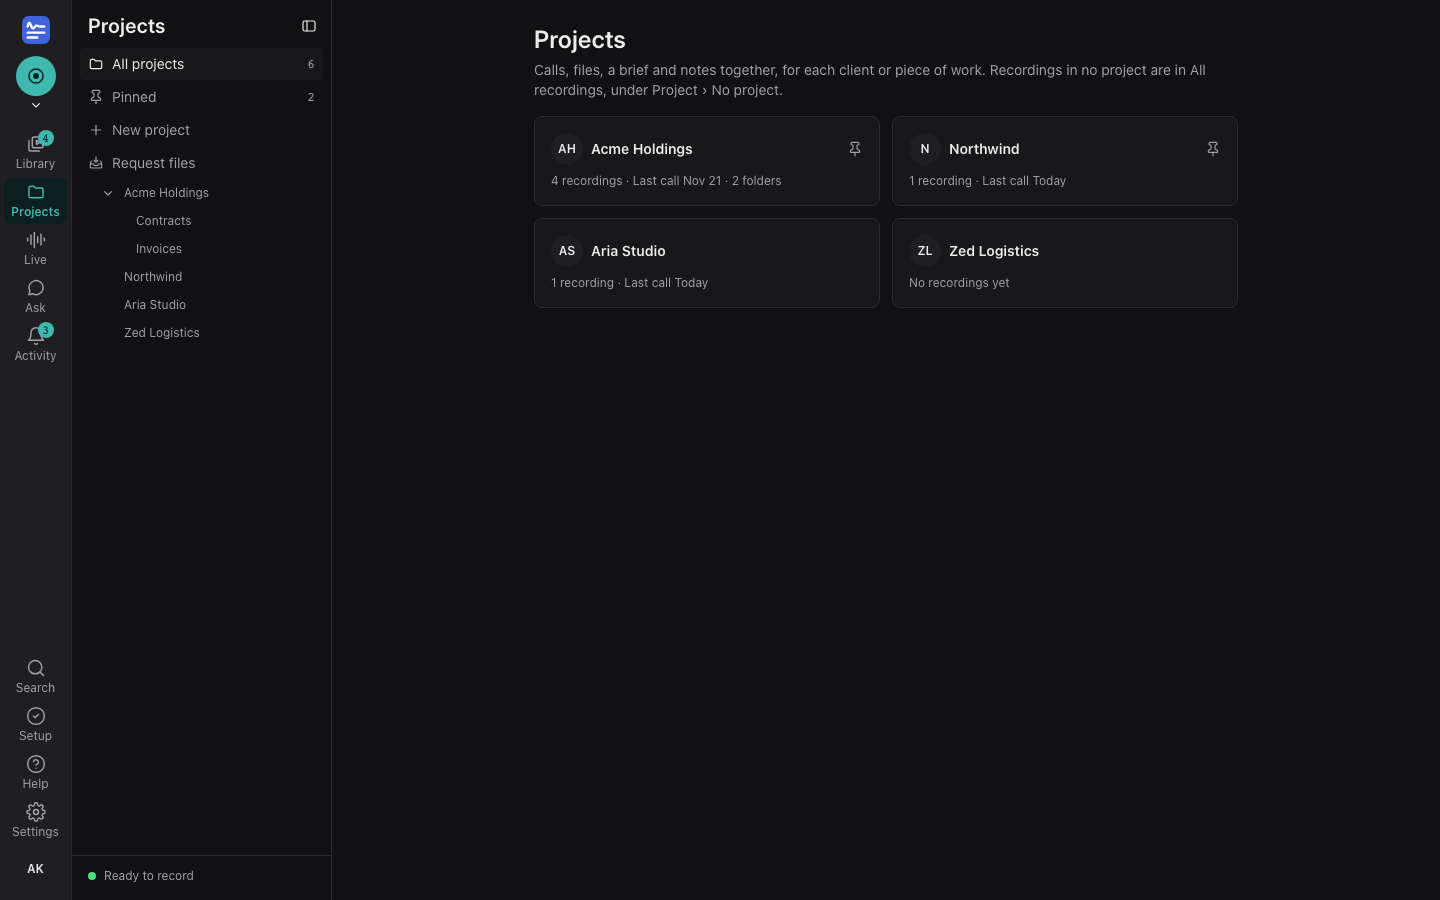 4
Library
Projects
Live
Ask
3
Activity
Search
Setup
Help
Settings
AK
Projects
All projects 6
Pinned 2
New project
Request files
Acme Holdings
Contracts
Invoices
Northwind
Aria Studio
Zed Logistics
Ready to record
Projects
Calls, files, a brief and notes together, for each client or piece of work. Recordings in no project are in All
recordings, under Project › No project.
AH Acme Holdings
4 recordings · Last call Nov 21 · 2 folders
N Northwind
1 recording · Last call Today
AS Aria Studio
1 recording · Last call Today
ZL Zed Logistics
No recordings yet